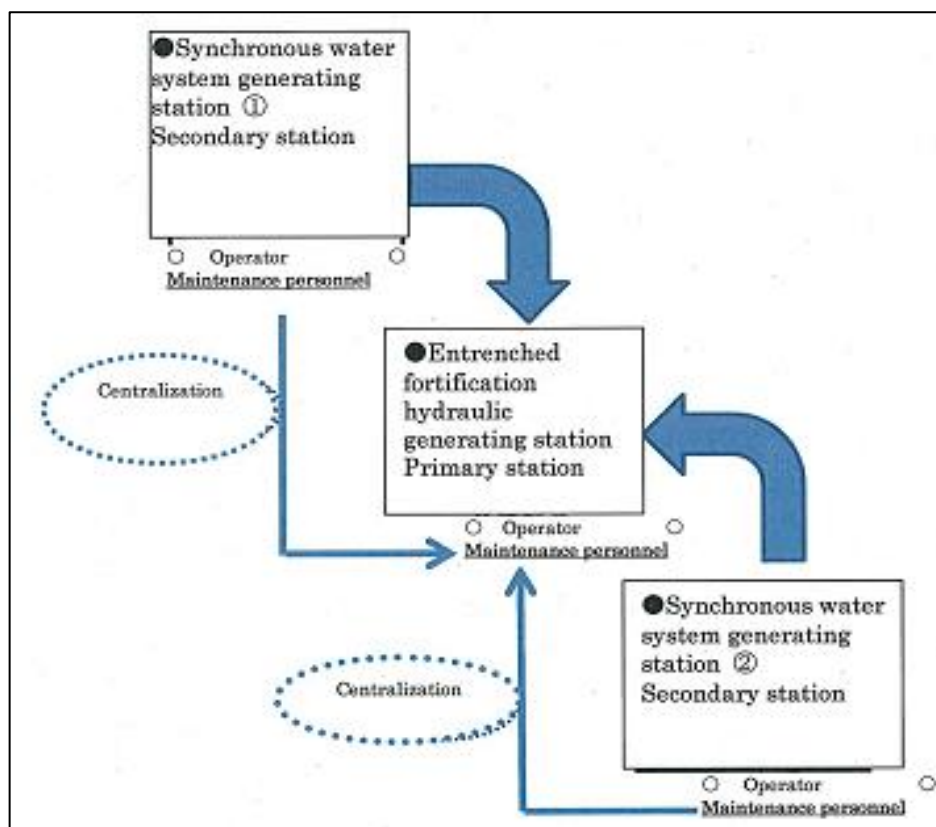 ●Synchronous water
system generating
station ①
Secondary station
○ Operator ○
Maintenance personnel
Centralization
●Entrenched
fortification
hydraulic
generating station
Primary station
○ Operator ○
Maintenance personnel
Centralization
●Synchronous water
system generating
station ②
Secondary station
○ Operator ○
Maintenance personnel